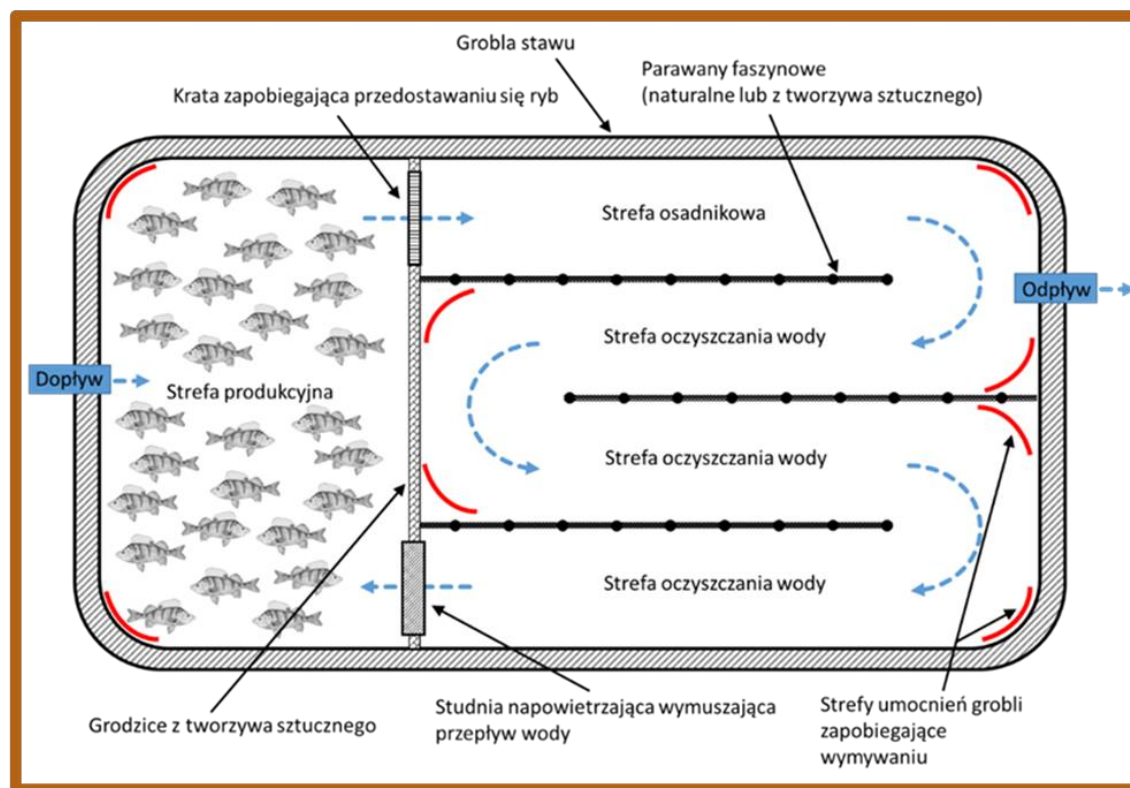 Grobla stawu
Parawany faszynowe
(naturalne lub z tworzywa sztucznego)
Krata zapobiegająca przedostawaniu się ryb
Strefa osadnikowa
Odpływ
Strefa oczyszczania wody
Dopływ
Strefa produkcyjna
Strefa oczyszczania wody
Strefa oczyszczania wody
Grodzice z tworzywa sztucznego
Studnia napowietrzająca wymuszająca
przepływ wody
Strefy umocnień grobli
zapobiegające
wymywaniu